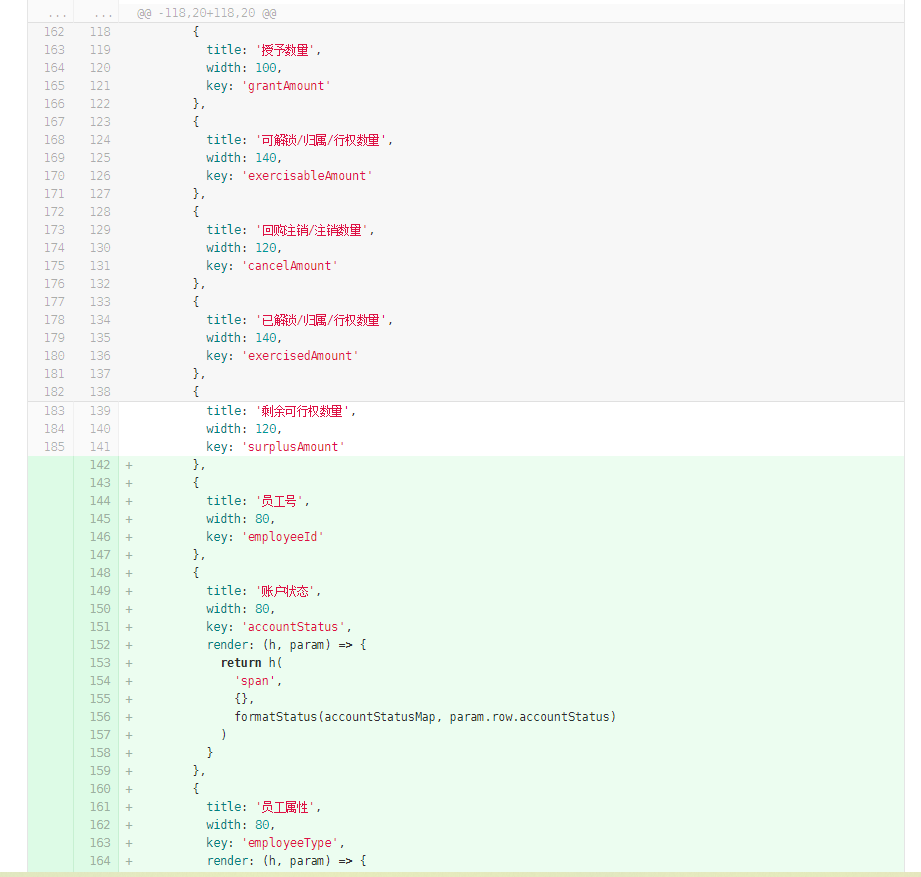 ... ... @@ -118,20+118,20 @@
162 118 {
163 119 title: '授予数量',
164 120 width: 100,
165 121 key: 'grantAmount'
166 122 },
167 123 {
168 124 title: '可解锁/归属/行权数量',
169 125 width: 140,
170 126 key: 'exercisableAmount'
171 127 },
172 128 {
173 129 title: '回购注销/注销数量',
174 130 width: 120,
175 131 key: 'cancelAmount'
176 132 },
177 133 {
178 134 title: '已解锁/归属/行权数量',
179 135 width: 140,
180 136 key: 'exercisedAmount'
181 137 },
182 138 {
183 139 title: '剩余可行权数量',
184 140 width: 120,
185 141 key: 'surplusAmount'
142 + },
143 + {
144 + title: '员工号',
145 + width: 80,
146 + key: 'employeeId'
147 + },
148 + {
149 + title: '账户状态',
150 + width: 80,
151 + key: 'accountStatus',
152 + render: (h, param) => {
153 + return h(
154 + 'span',
155 + {},
156 + formatStatus(accountStatusMap, param.row.accountStatus)
157 + )
158 + }
159 + },
160 + {
161 + title: '员工属性',
162 + width: 80,
163 + key: 'employeeType',
164 + render: (h, param) => {